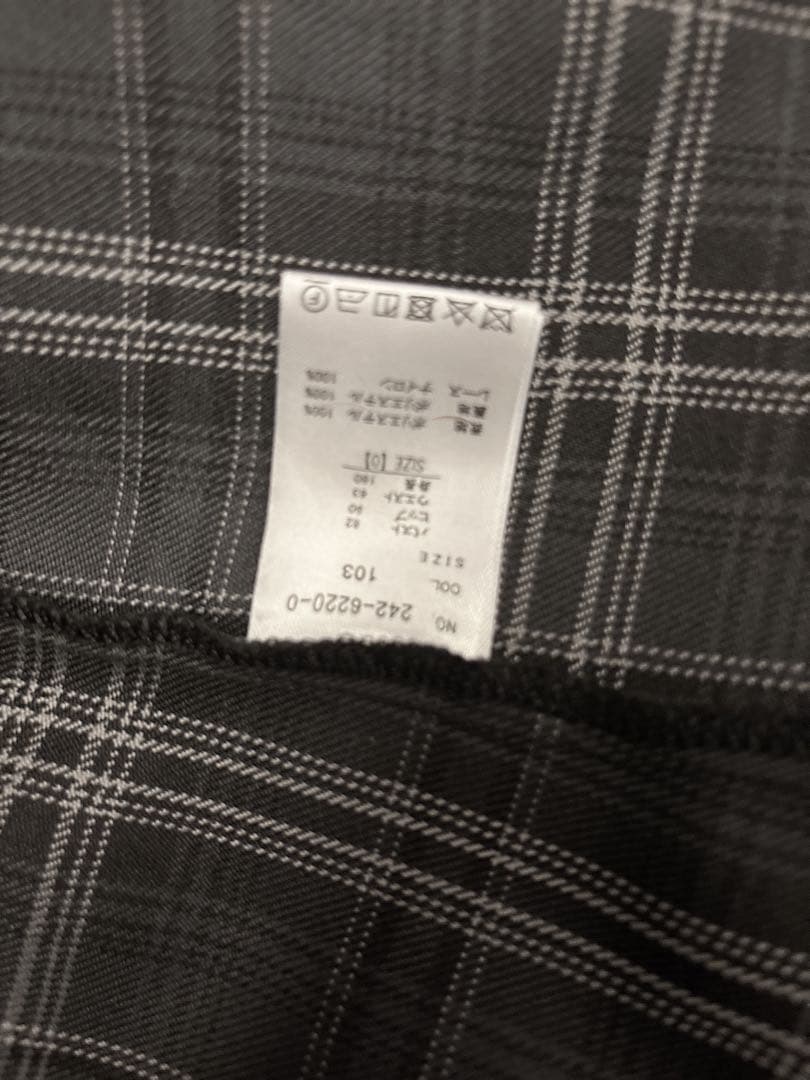 NO. 242-6220-0
COL 103
SIZE
バスト 82
ヒップ 90
ウエスト 63
身長 160
SIZE [0]
表地 ポリエステル 100%
裏地 ポリエステル 100%
レース ナイロン 100%
F